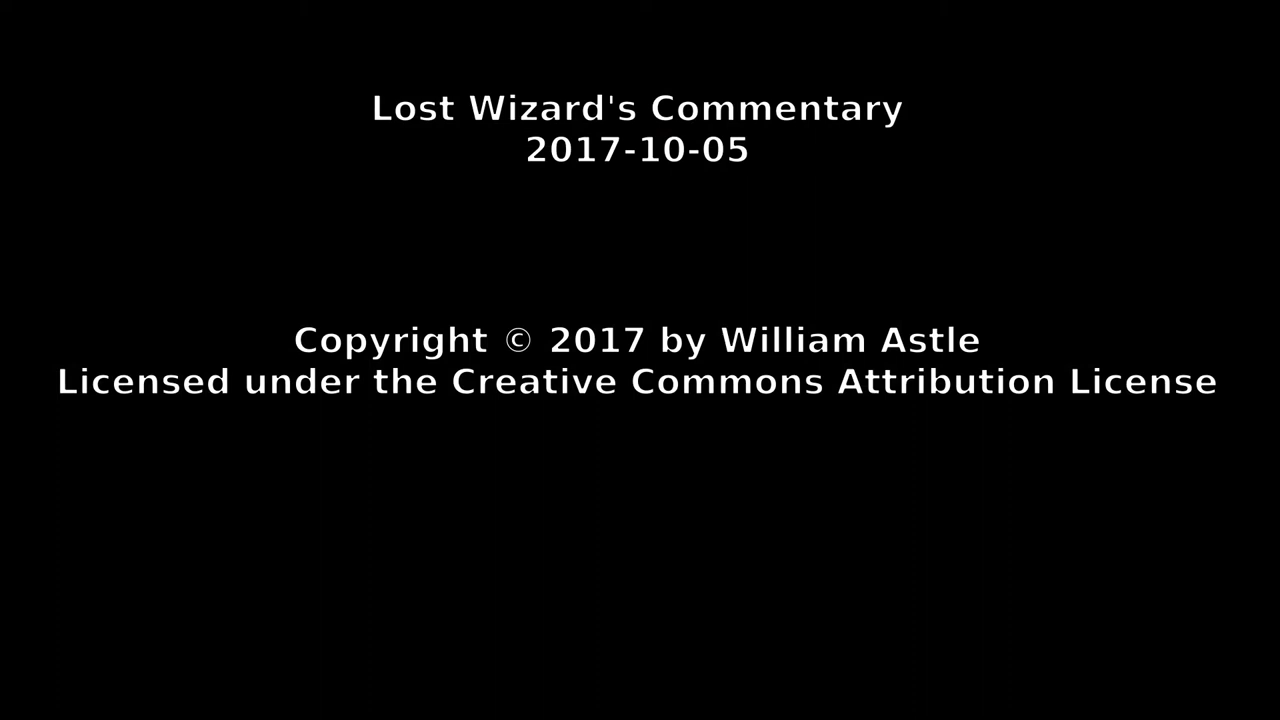 Lost Wizard's Commentary
2017-10-05
Copyright © 2017 by William Astle
Licensed under the Creative Commons Attribution License